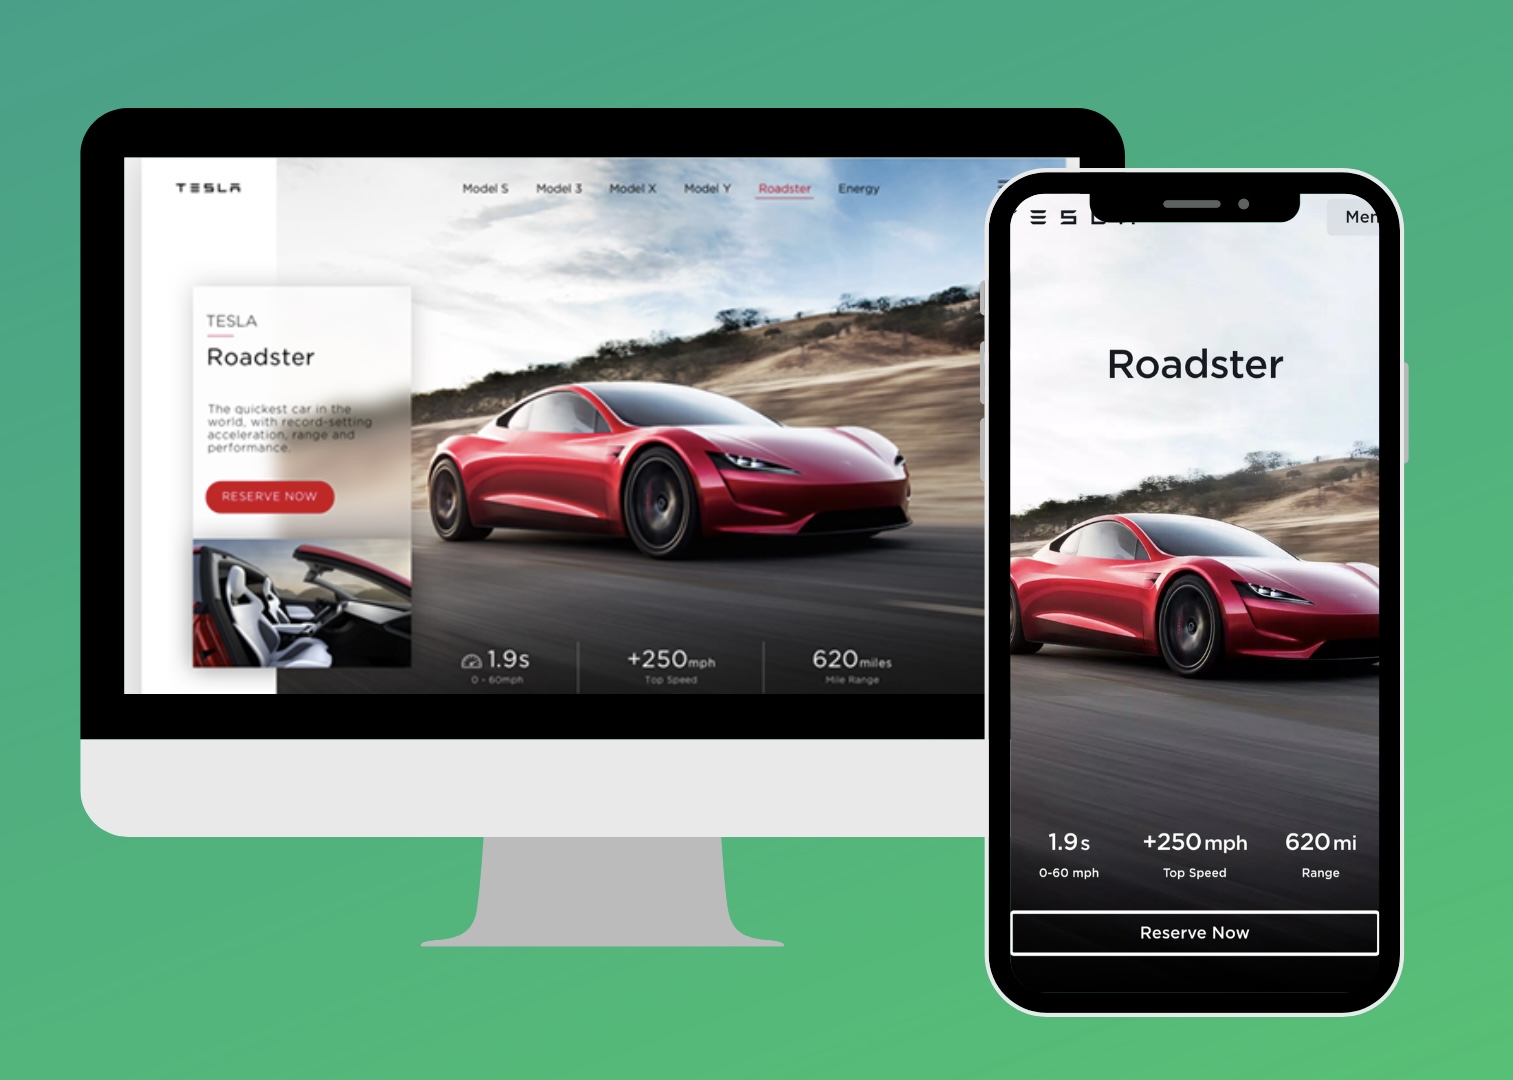 TESLA
Model S Model 3 Model X Model Y Roadster Energy
TESLA
Roadster
The quickest car in the
world, with record-setting
acceleration, range and
performance.
RESERVE NOW
1.9s
0 - 60mph
+250mph
Top Speed
620miles
Mile Range
E S L A
Men
Roadster
1.9s
0-60 mph
+250mph
Top Speed
620mi
Range
Reserve Now